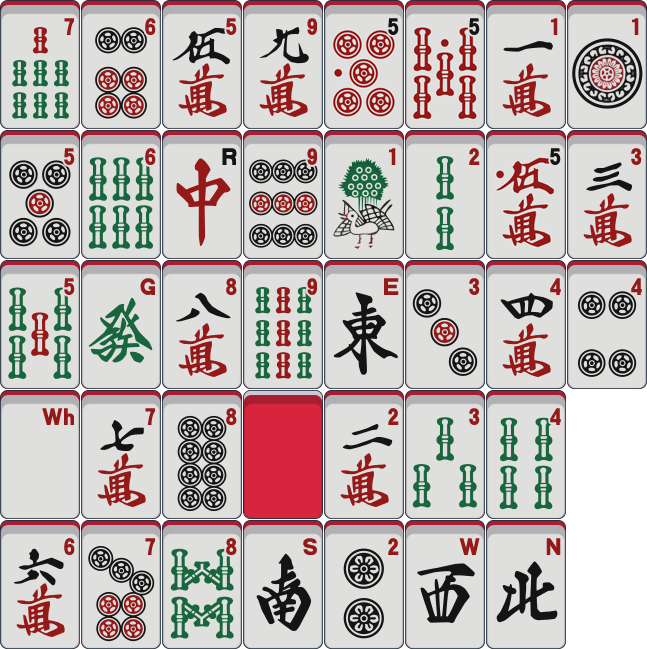 7 6 伍萬 5 九萬 9 5 5 一萬 1 1
5 6 中 R 9 1 2 伍萬 5 三萬 3
5 發 G 八萬 8 9 東 E 3 四萬 4 4
Wh 七萬 7 8 二萬 2 3 4
六萬 6 7 8 南 S 2 西 W 北 N